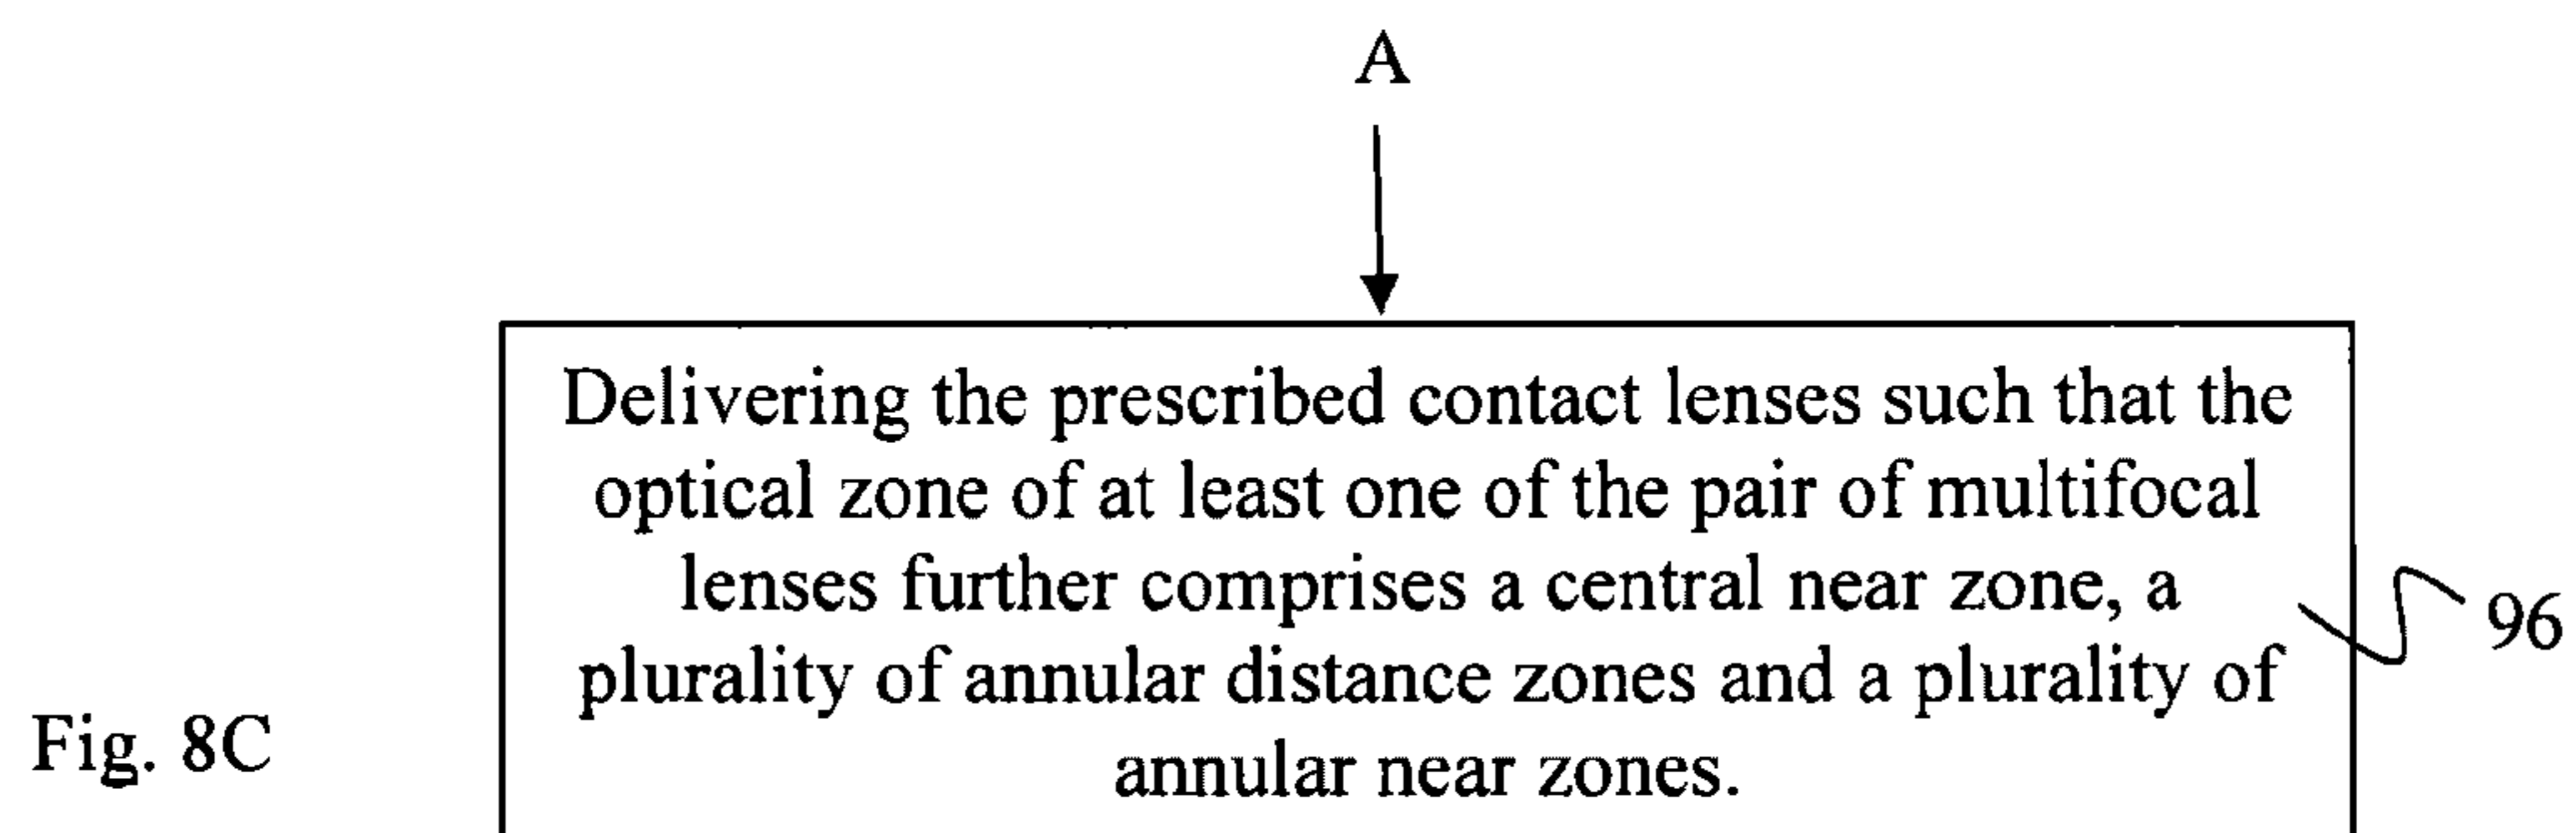 A
Delivering the prescribed contact lenses such that the
optical zone of at least one of the pair of multifocal
lenses further comprises a central near zone, a
plurality of annular distance zones and a plurality of
annular near zones.
96
Fig. 8C